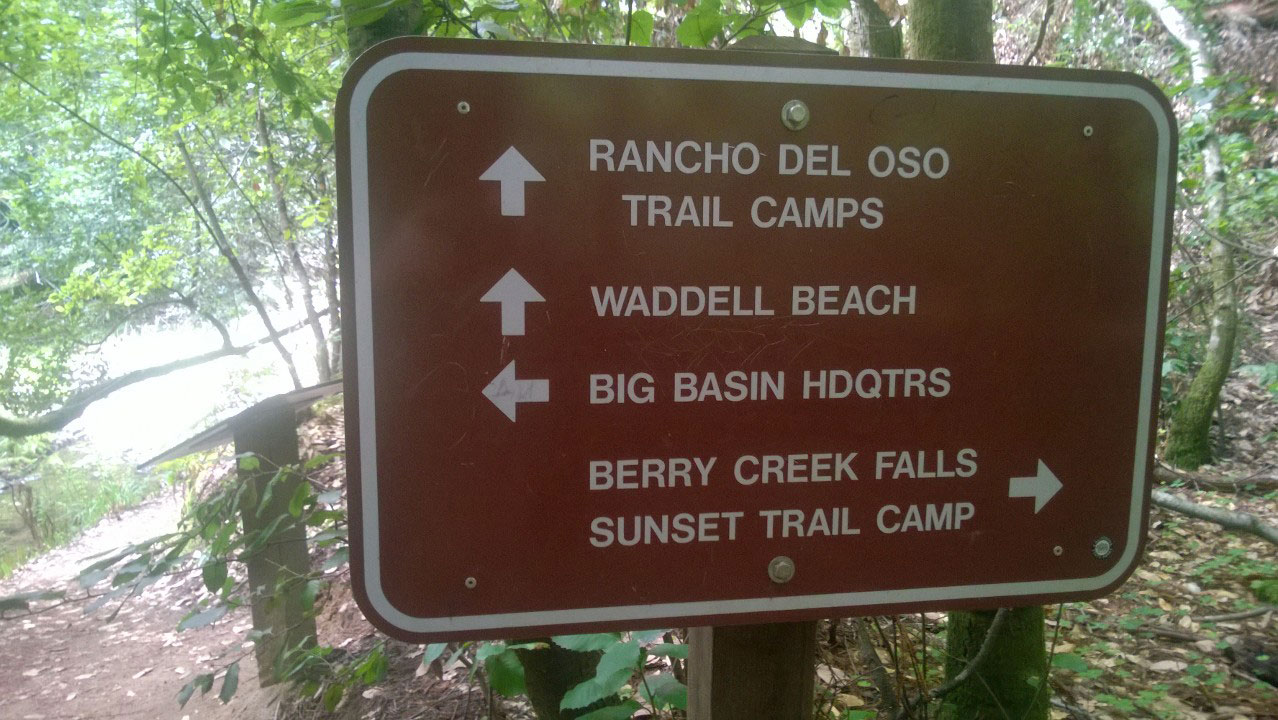 RANCHO DEL OSO
TRAIL CAMPS
WADDELL BEACH
BIG BASIN HDQTRS
BERRY CREEK FALLS
SUNSET TRAIL CAMP